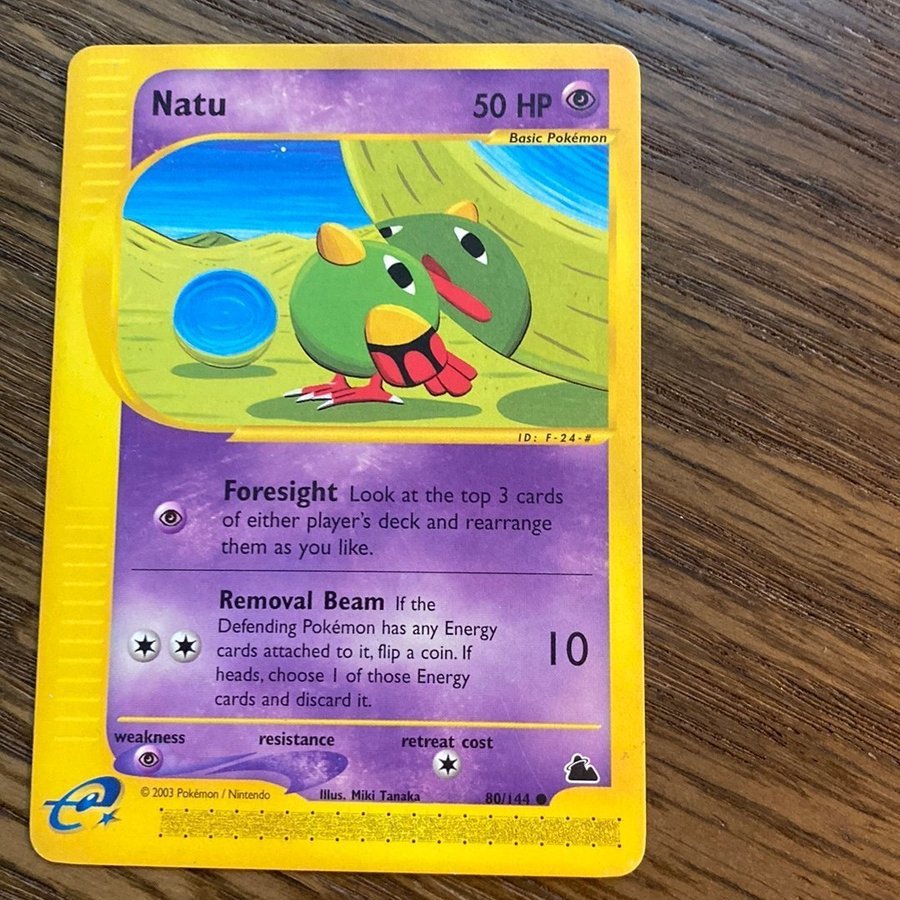 Natu
50 HP
Basic Pokémon
ID: F-24-#
Foresight Look at the top 3 cards
of either player's deck and rearrange
them as you like.
Removal Beam If the
Defending Pokémon has any Energy
cards attached to it, flip a coin. If
heads, choose 1 of those Energy
cards and discard it.
10
weakness resistance retreat cost
© 2003 Pokémon / Nintendo Illus. Miki Tanaka 80/144
e